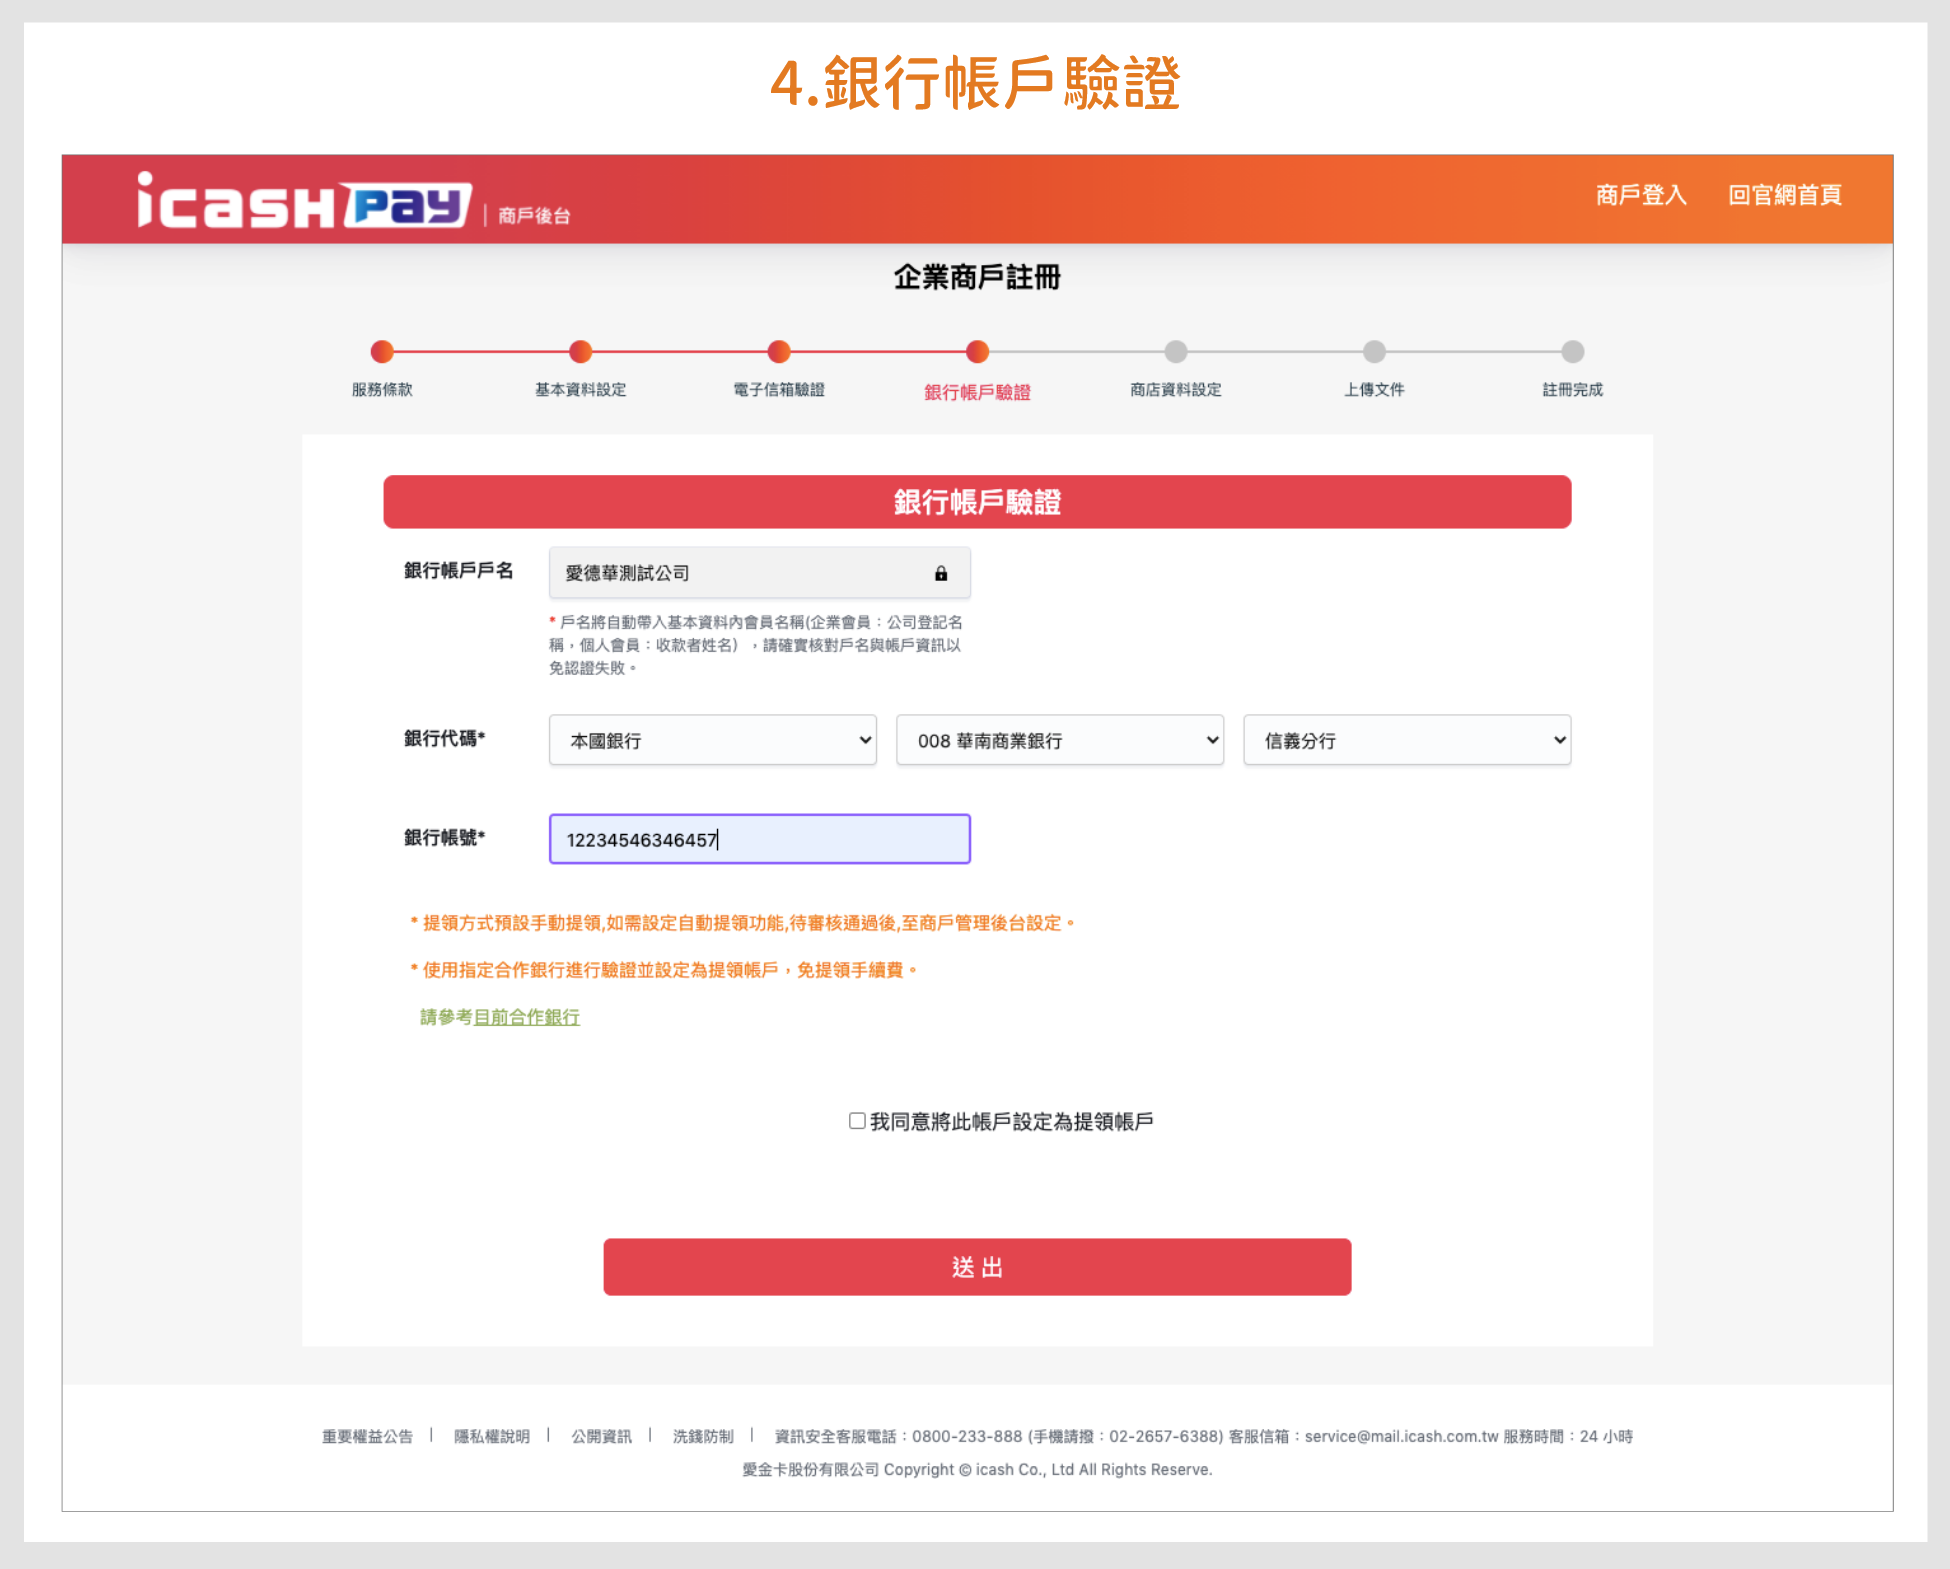 4.銀行帳戶驗證
icash Pay | 商戶後台
商戶登入 回官網首頁
企業商戶註冊
服務條款 基本資料設定 電子信箱驗證 銀行帳戶驗證 商店資料設定 上傳文件 註冊完成
銀行帳戶驗證
銀行帳戶戶名 愛德華測試公司
* 戶名將自動帶入基本資料內會員名稱(企業會員：公司登記名
稱，個人會員：收款者姓名），請確實核對戶名與帳戶資訊以
免認證失敗。
銀行代碼* 本國銀行 008 華南商業銀行 信義分行
銀行帳號* 12234546346457
* 提領方式預設手動提領,如需設定自動提領功能,待審核通過後,至商戶管理後台設定。
* 使用指定合作銀行進行驗證並設定為提領帳戶，免提領手續費。
請參考目前合作銀行
我同意將此帳戶設定為提領帳戶
送 出
重要權益公告 | 隱私權說明 | 公開資訊 | 洗錢防制 | 資訊安全客服電話：0800-233-888 (手機請撥：02-2657-6388) 客服信箱：service@mail.icash.com.tw 服務時間：24 小時
愛金卡股份有限公司 Copyright © icash Co., Ltd All Rights Reserve.